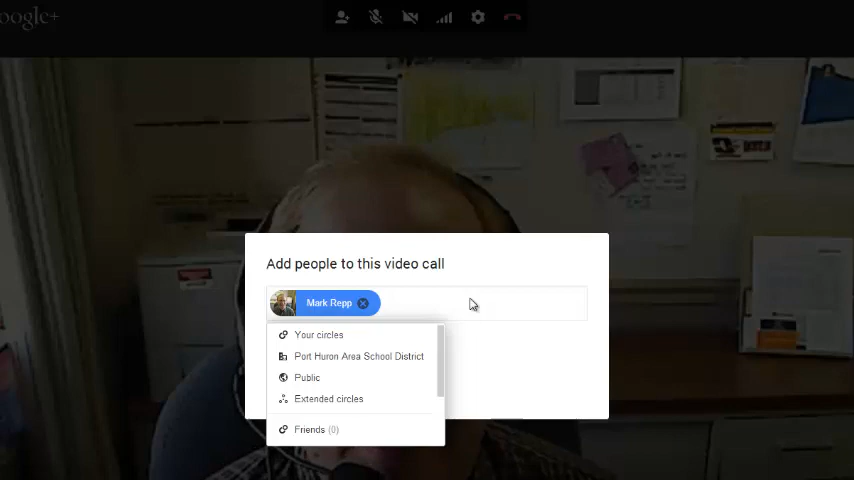 oogle+
Add people to this video call
Mark Repp
Your circles
Port Huron Area School District
Public
Extended circles
Friends (0)